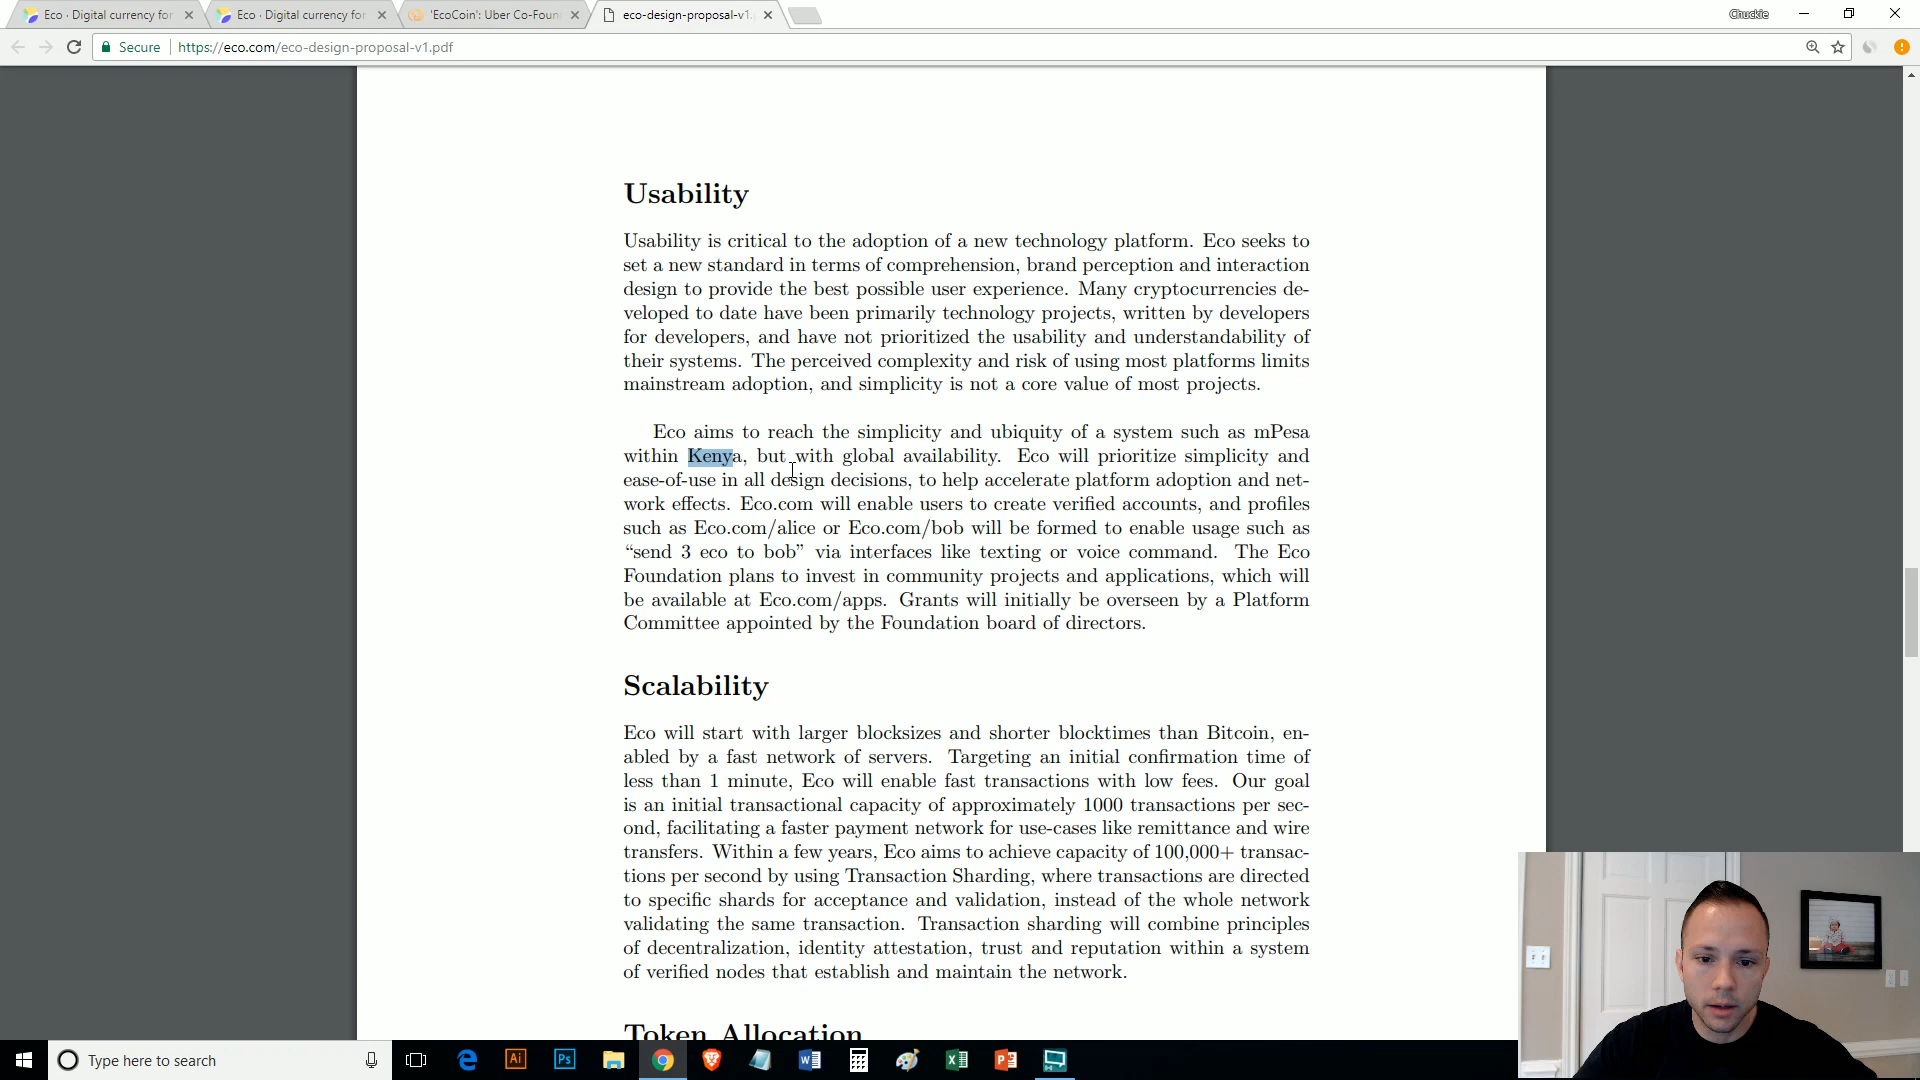 Eco · Digital currency for
Eco · Digital currency for
'EcoCoin': Uber Co-Foun
eco-design-proposal-v1.
Chuckie
Secure
https://eco.com/eco-design-proposal-v1.pdf
Usability
Usability is critical to the adoption of a new technology platform. Eco seeks to
set a new standard in terms of comprehension, brand perception and interaction
design to provide the best possible user experience. Many cryptocurrencies de-
veloped to date have been primarily technology projects, written by developers
for developers, and have not prioritized the usability and understandability of
their systems. The perceived complexity and risk of using most platforms limits
mainstream adoption, and simplicity is not a core value of most projects.
Eco aims to reach the simplicity and ubiquity of a system such as mPesa
within Kenya, but with global availability. Eco will prioritize simplicity and
ease-of-use in all design decisions, to help accelerate platform adoption and net-
work effects. Eco.com will enable users to create verified accounts, and profiles
such as Eco.com/alice or Eco.com/bob will be formed to enable usage such as
“send 3 eco to bob” via interfaces like texting or voice command. The Eco
Foundation plans to invest in community projects and applications, which will
be available at Eco.com/apps. Grants will initially be overseen by a Platform
Committee appointed by the Foundation board of directors.
Scalability
Eco will start with larger blocksizes and shorter blocktimes than Bitcoin, en-
abled by a fast network of servers. Targeting an initial confirmation time of
less than 1 minute, Eco will enable fast transactions with low fees. Our goal
is an initial transactional capacity of approximately 1000 transactions per sec-
ond, facilitating a faster payment network for use-cases like remittance and wire
transfers. Within a few years, Eco aims to achieve capacity of 100,000+ transac-
tions per second by using Transaction Sharding, where transactions are directed
to specific shards for acceptance and validation, instead of the whole network
validating the same transaction. Transaction sharding will combine principles
of decentralization, identity attestation, trust and reputation within a system
of verified nodes that establish and maintain the network.
Token Allocation
Type here to search
Ai
Ps